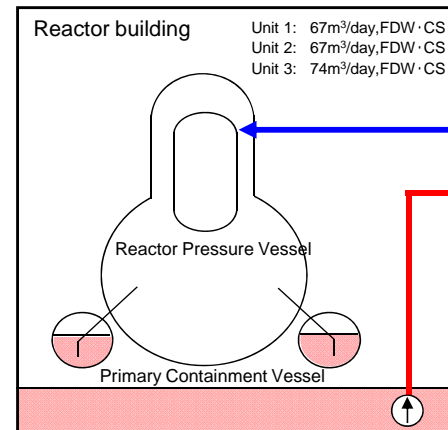 Reactor building
Unit 1: 67m³/day,FDW·CS
Unit 2: 67m³/day,FDW·CS
Unit 3: 74m³/day,FDW·CS
Reactor Pressure Vessel
Primary Containment Vessel